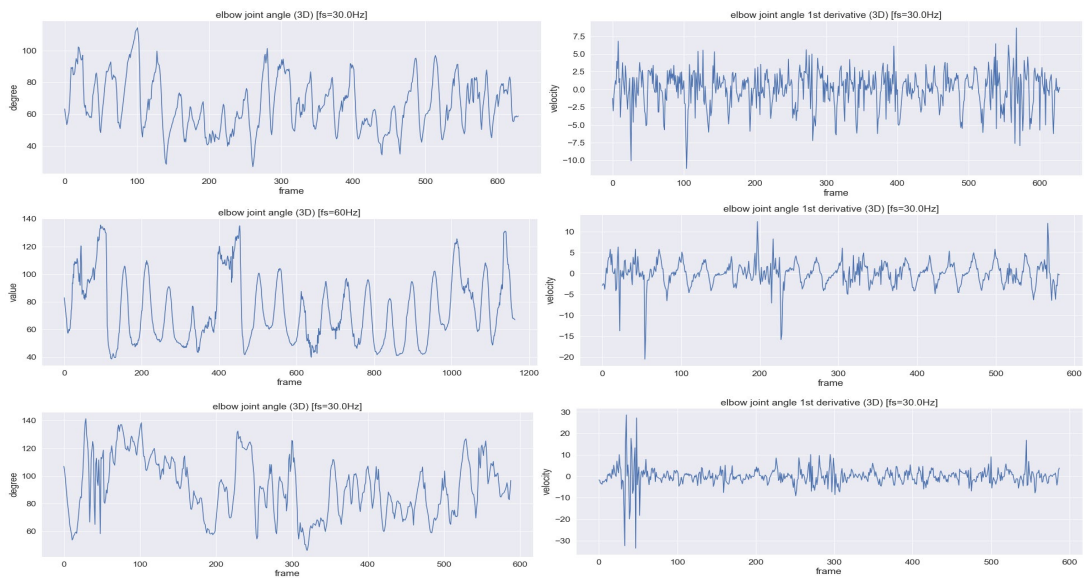 elbow joint angle (3D) [fs=30.0Hz]
degree
100
80
60
40
0 100 200 300 400 500 600
frame
elbow joint angle 1st derivative (3D) [fs=30.0Hz]
velocity
7.5
5.0
2.5
0.0
−2.5
−5.0
−7.5
−10.0
0 100 200 300 400 500 600
frame
elbow joint angle (3D) [fs=60Hz]
value
140
120
100
80
60
40
0 200 400 600 800 1000 1200
frame
elbow joint angle 1st derivative (3D) [fs=30.0Hz]
velocity
10
5
0
−5
−10
−15
−20
0 100 200 300 400 500 600
frame
elbow joint angle (3D) [fs=30.0Hz]
degree
140
120
100
80
60
0 100 200 300 400 500 600
frame
elbow joint angle 1st derivative (3D) [fs=30.0Hz]
velocity
30
20
10
0
−10
−20
−30
0 100 200 300 400 500 600
frame